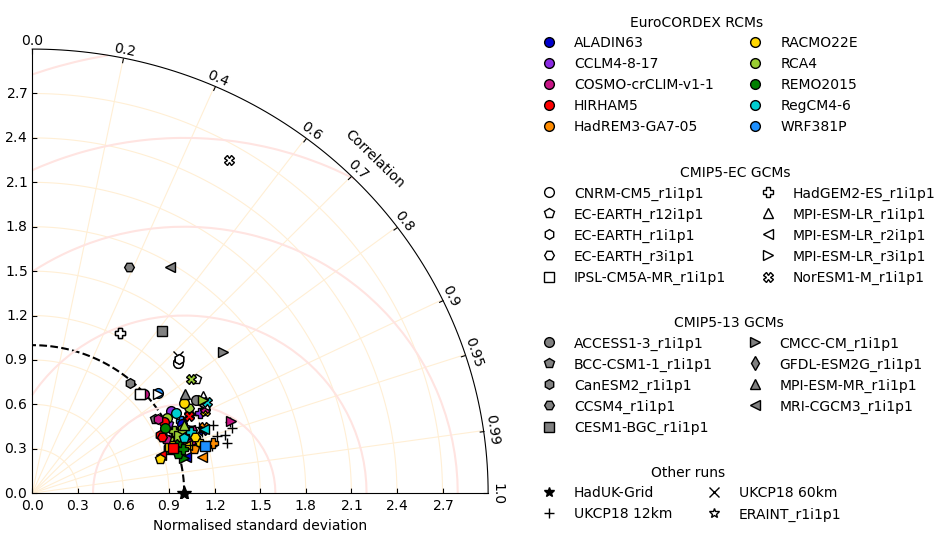 0.0
0.2
0.4
0.6
Correlation
0.7
0.8
0.9
0.95
0.99
1.0
2.7
2.4
2.1
1.8
1.5
1.2
0.9
0.6
0.3
0.0
0.0 0.3 0.6 0.9 1.2 1.5 1.8 2.1 2.4 2.7
Normalised standard deviation
EuroCORDEX RCMs
ALADIN63 RACMO22E
CCLM4-8-17 RCA4
COSMO-crCLIM-v1-1 REMO2015
HIRHAM5 RegCM4-6
HadREM3-GA7-05 WRF381P
CMIP5-EC GCMs
CNRM-CM5_r1i1p1 HadGEM2-ES_r1i1p1
EC-EARTH_r12i1p1 MPI-ESM-LR_r1i1p1
EC-EARTH_r1i1p1 MPI-ESM-LR_r2i1p1
EC-EARTH_r3i1p1 MPI-ESM-LR_r3i1p1
IPSL-CM5A-MR_r1i1p1 NorESM1-M_r1i1p1
CMIP5-13 GCMs
ACCESS1-3_r1i1p1 CMCC-CM_r1i1p1
BCC-CSM1-1_r1i1p1 GFDL-ESM2G_r1i1p1
CanESM2_r1i1p1 MPI-ESM-MR_r1i1p1
CCSM4_r1i1p1 MRI-CGCM3_r1i1p1
CESM1-BGC_r1i1p1
Other runs
HadUK-Grid UKCP18 60km
UKCP18 12km ERAINT_r1i1p1